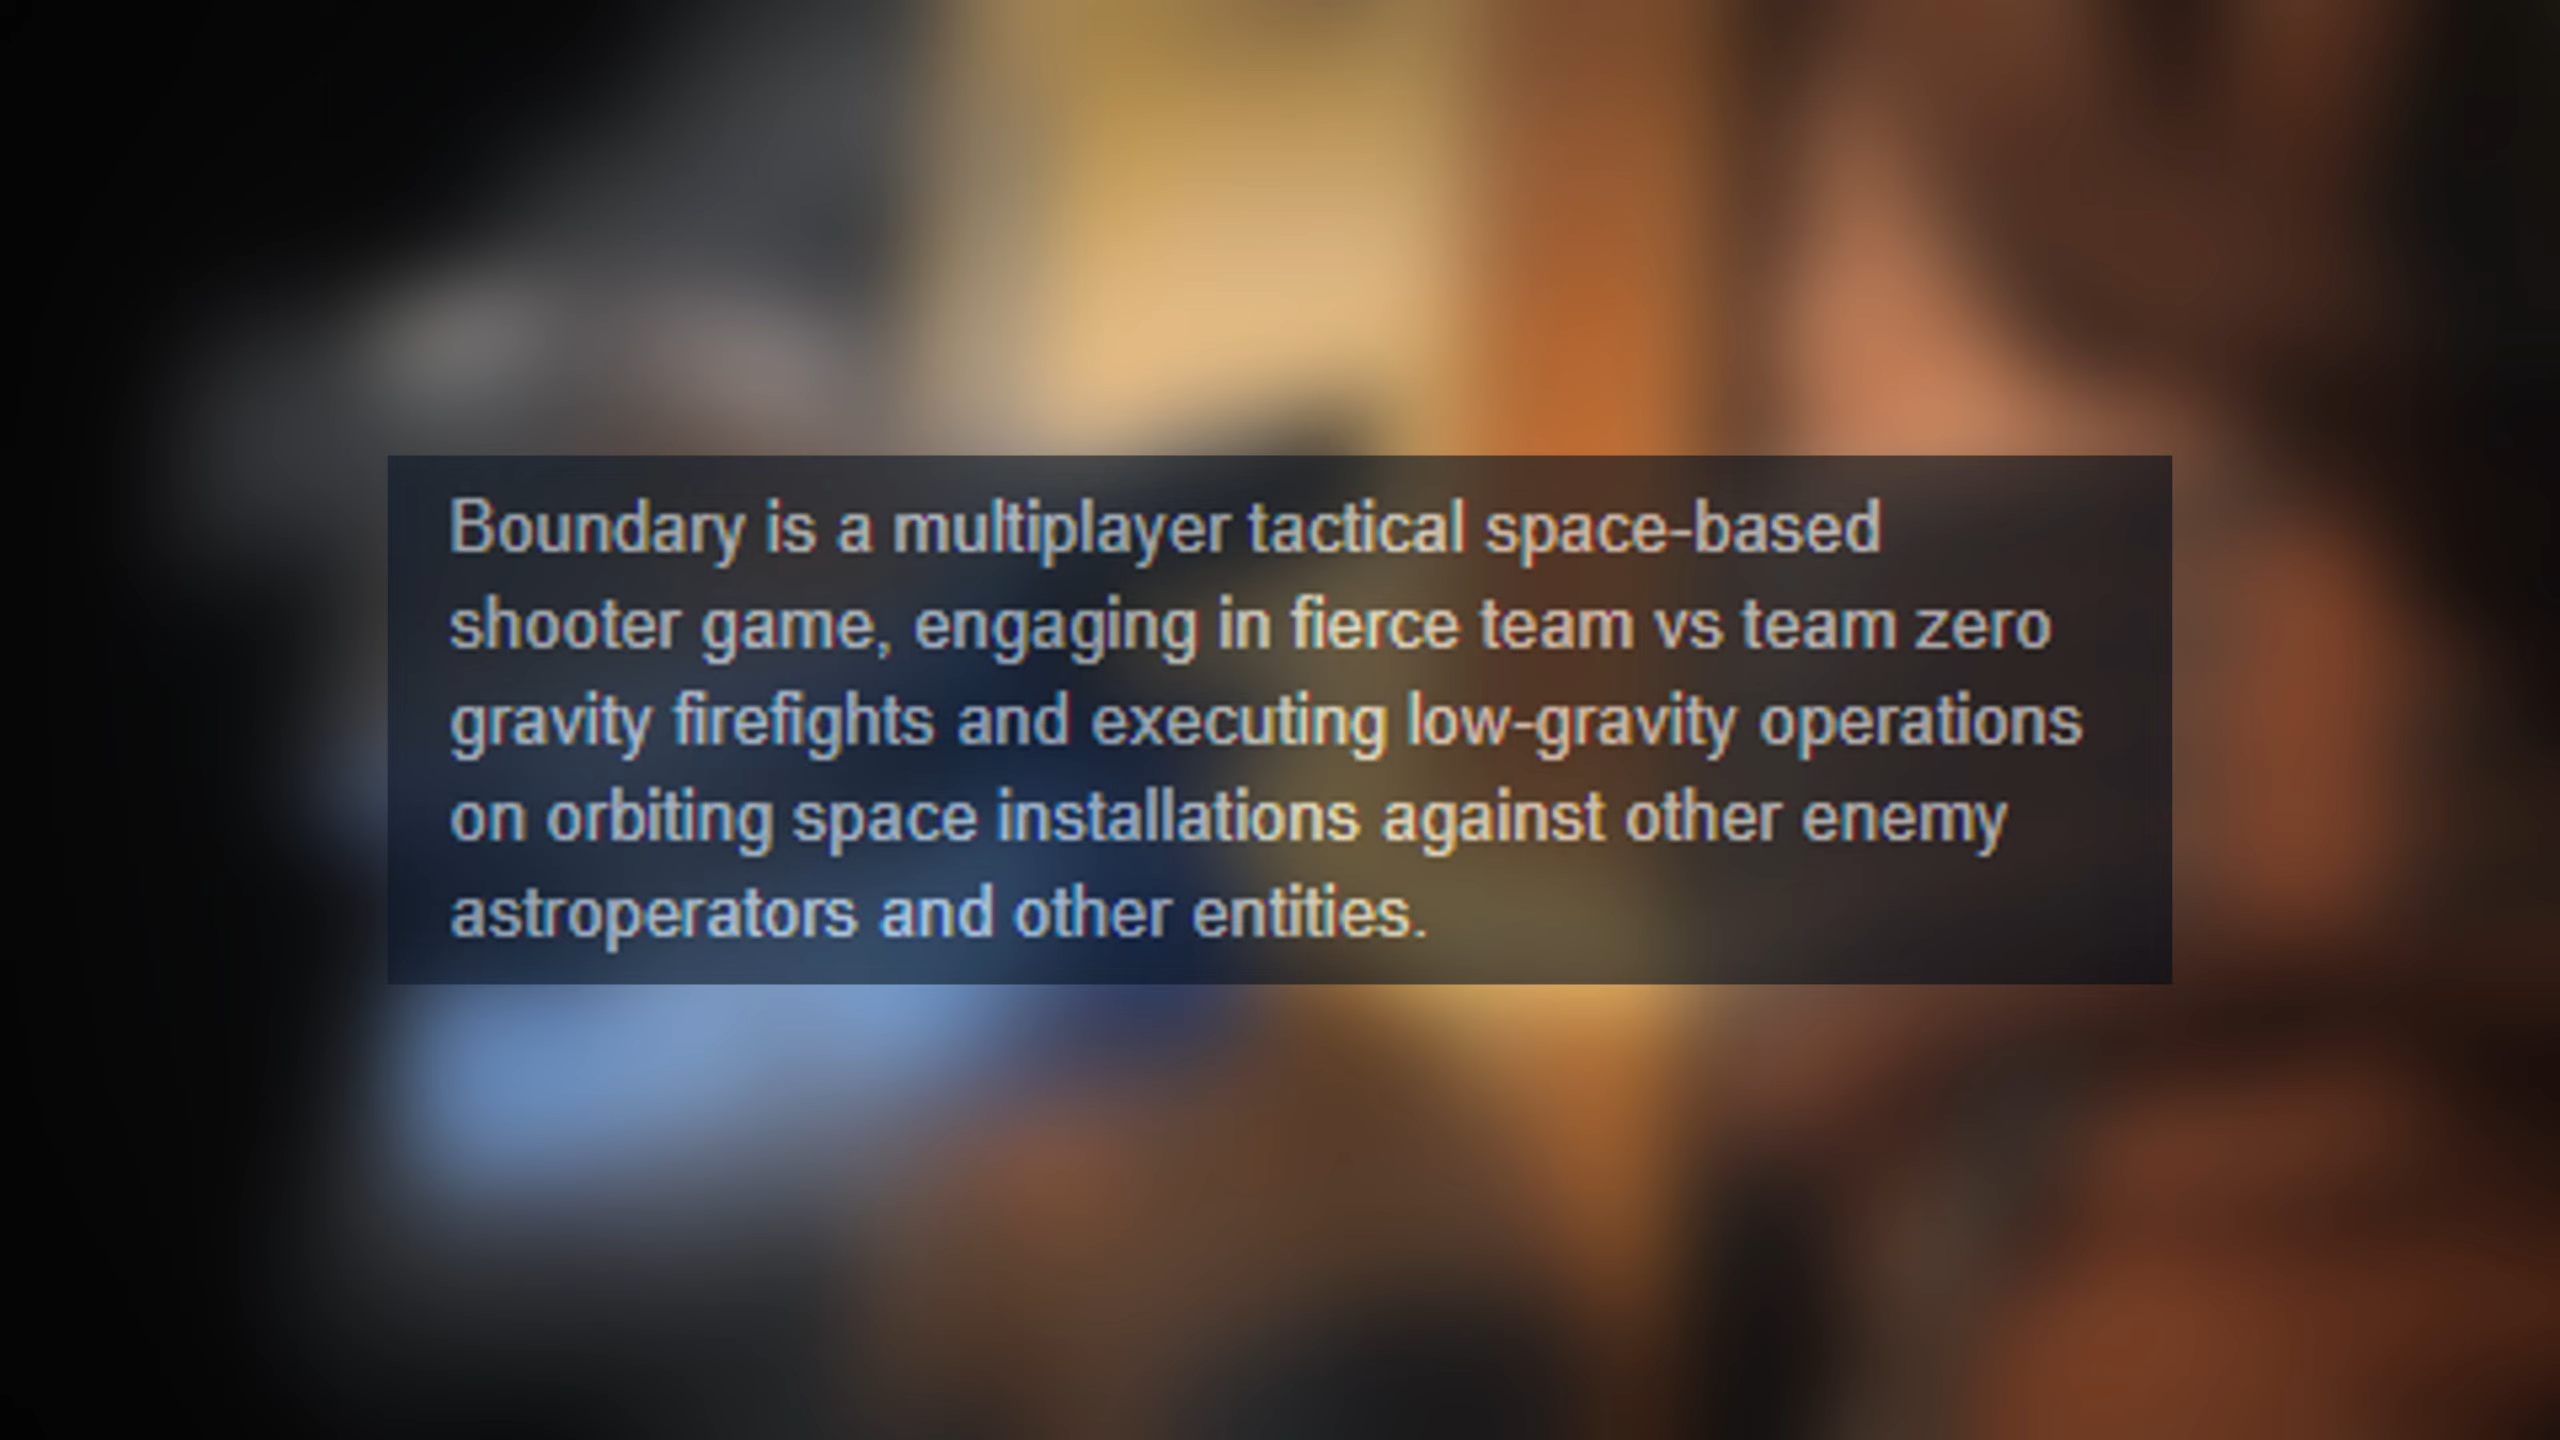 Boundary is a multiplayer tactical space-based
shooter game, engaging in fierce team vs team zero
gravity firefights and executing low-gravity operations
on orbiting space installations against other enemy
astroperators and other entities.